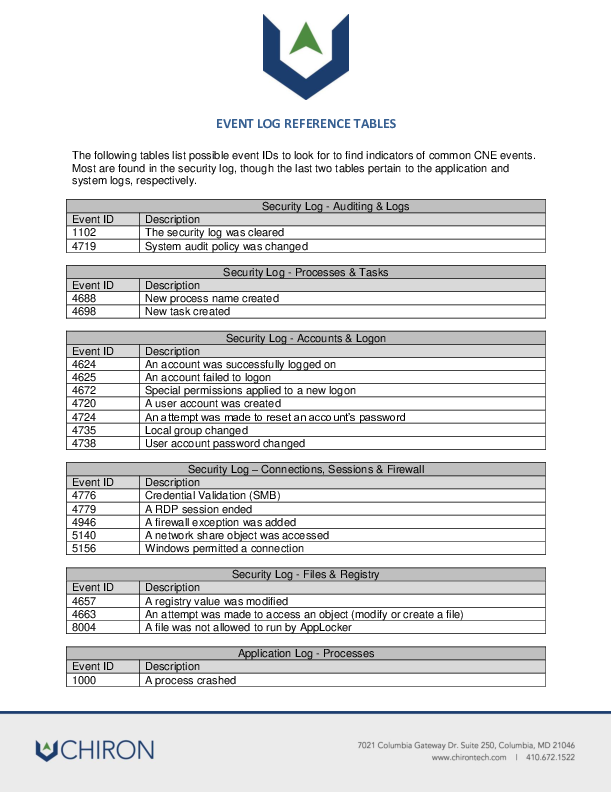 EVENT LOG REFERENCE TABLES
The following tables list possible event IDs to look for to find indicators of common CNE events.
Most are found in the security log, though the last two tables pertain to the application and
system logs, respectively.
Security Log - Auditing & Logs
Event ID Description
1102 The security log was cleared
4719 System audit policy was changed
Security Log - Processes & Tasks
Event ID Description
4688 New process name created
4698 New task created
Security Log - Accounts & Logon
Event ID Description
4624 An account was successfully logged on
4625 An account failed to logon
4672 Special permissions applied to a new logon
4720 A user account was created
4724 An attempt was made to reset an account's password
4735 Local group changed
4738 User account password changed
Security Log – Connections, Sessions & Firewall
Event ID Description
4776 Credential Validation (SMB)
4779 A RDP session ended
4946 A firewall exception was added
5140 A network share object was accessed
5156 Windows permitted a connection
Security Log - Files & Registry
Event ID Description
4657 A registry value was modified
4663 An attempt was made to access an object (modify or create a file)
8004 A file was not allowed to run by AppLocker
Application Log - Processes
Event ID Description
1000 A process crashed
CHIRON
7021 Columbia Gateway Dr. Suite 250, Columbia, MD 21046
www.chirontech.com | 410.672.1522